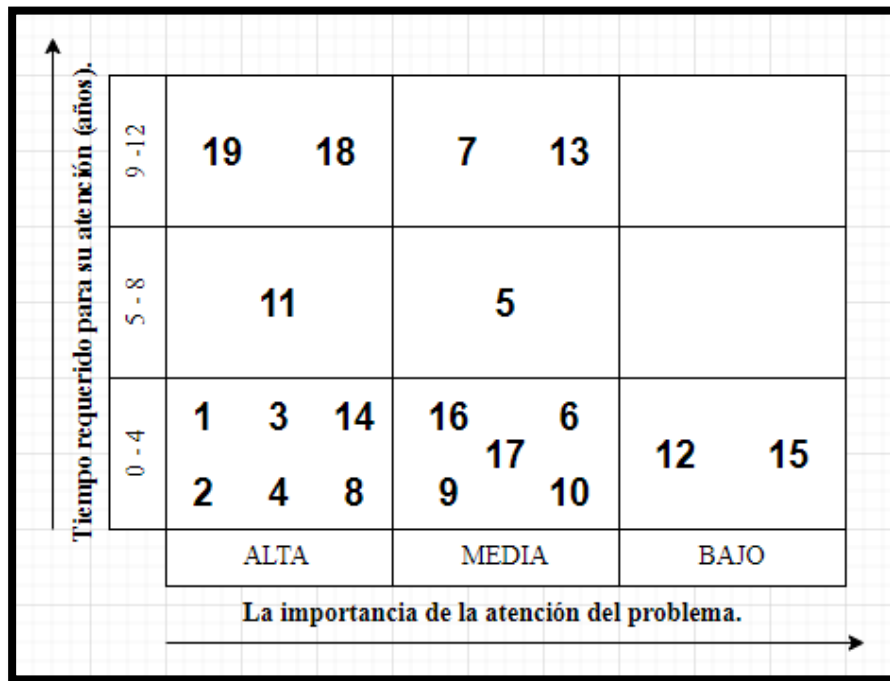 Tiempo requerido para su atención (años).
9 -12
19 18 7 13
5 - 8
11 5
0 - 4
1 3 14 16 6
17 12 15
2 4 8 9 10
ALTA MEDIA BAJO
La importancia de la atención del problema.